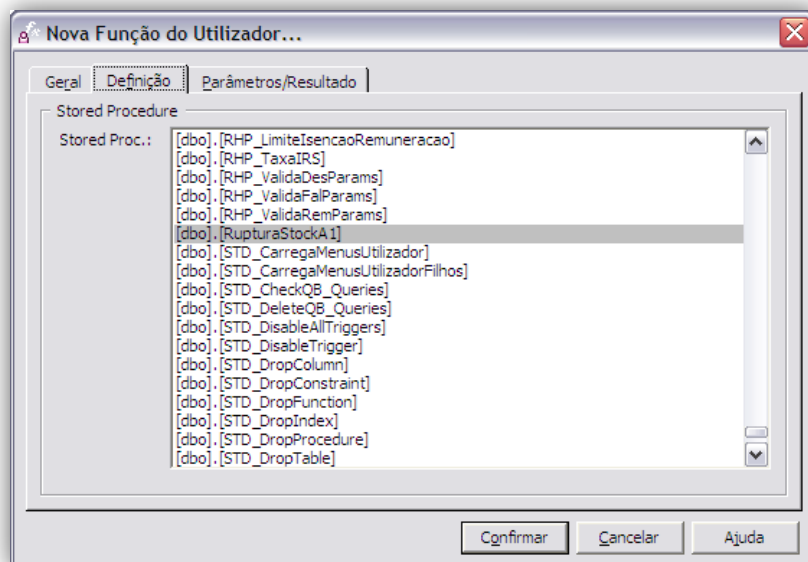 Nova Função do Utilizador...
Geral Definição Parâmetros/Resultado
Stored Procedure
Stored Proc.: [dbo].[RHP_LimiteIsencaoRemuneracao]
[dbo].[RHP_TaxaIRS]
[dbo].[RHP_ValidaDesParams]
[dbo].[RHP_ValidaFalParams]
[dbo].[RHP_ValidaRemParams]
[dbo].[RupturaStockA1]
[dbo].[STD_CarregaMenusUtilizador]
[dbo].[STD_CarregaMenusUtilizadorFilhos]
[dbo].[STD_CheckQB_Queries]
[dbo].[STD_DeleteQB_Queries]
[dbo].[STD_DisableAllTriggers]
[dbo].[STD_DisableTrigger]
[dbo].[STD_DropColumn]
[dbo].[STD_DropConstraint]
[dbo].[STD_DropFunction]
[dbo].[STD_DropIndex]
[dbo].[STD_DropProcedure]
[dbo].[STD_DropTable]
Confirmar Cancelar Ajuda